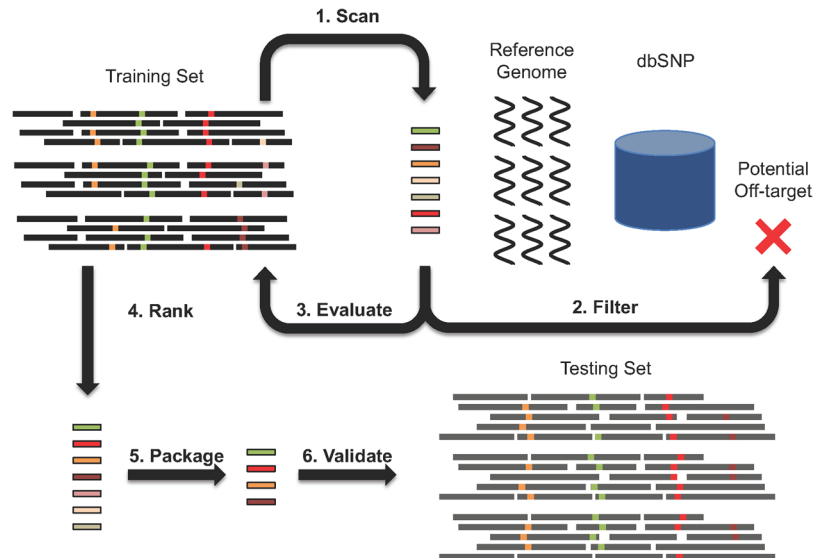 1. Scan
Training Set
Reference
Genome
dbSNP
Potential
Off-target
4. Rank
3. Evaluate
2. Filter
Testing Set
5. Package
6. Validate